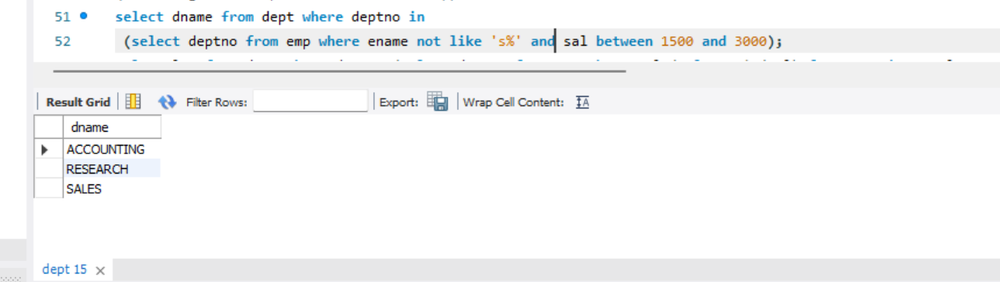 51 select dname from dept where deptno in
52 (select deptno from emp where ename not like 's%' and sal between 1500 and 3000);
Result Grid Filter Rows: Export: Wrap Cell Content:
dname
ACCOUNTING
RESEARCH
SALES
dept 15